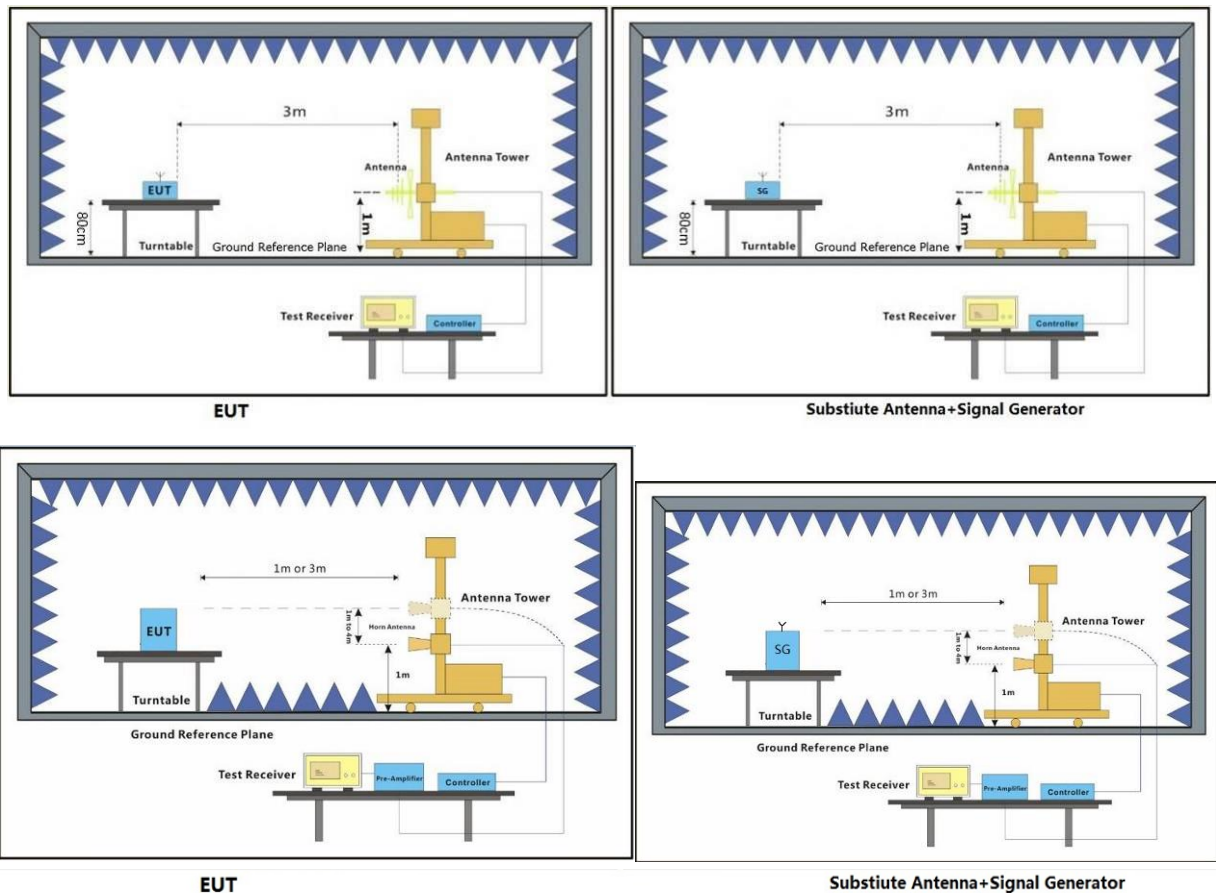 3m
Antenna Tower
Antenna
EUT
1m
80cm
Turntable
Ground Reference Plane
Test Receiver
Controller
EUT
3m
Antenna Tower
Antenna
SG
1m
80cm
Turntable
Ground Reference Plane
Test Receiver
Controller
Substiute Antenna+Signal Generator
1m or 3m
Antenna Tower
EUT
1m to 4m
Horn Antenna
1m
Turntable
Ground Reference Plane
Test Receiver
Pre-Amplifier
Controller
EUT
1m or 3m
Antenna Tower
SG
1m to 4m
Horn Antenna
1m
Turntable
Ground Reference Plane
Test Receiver
Pre-Amplifier
Controller
Substiute Antenna+Signal Generator